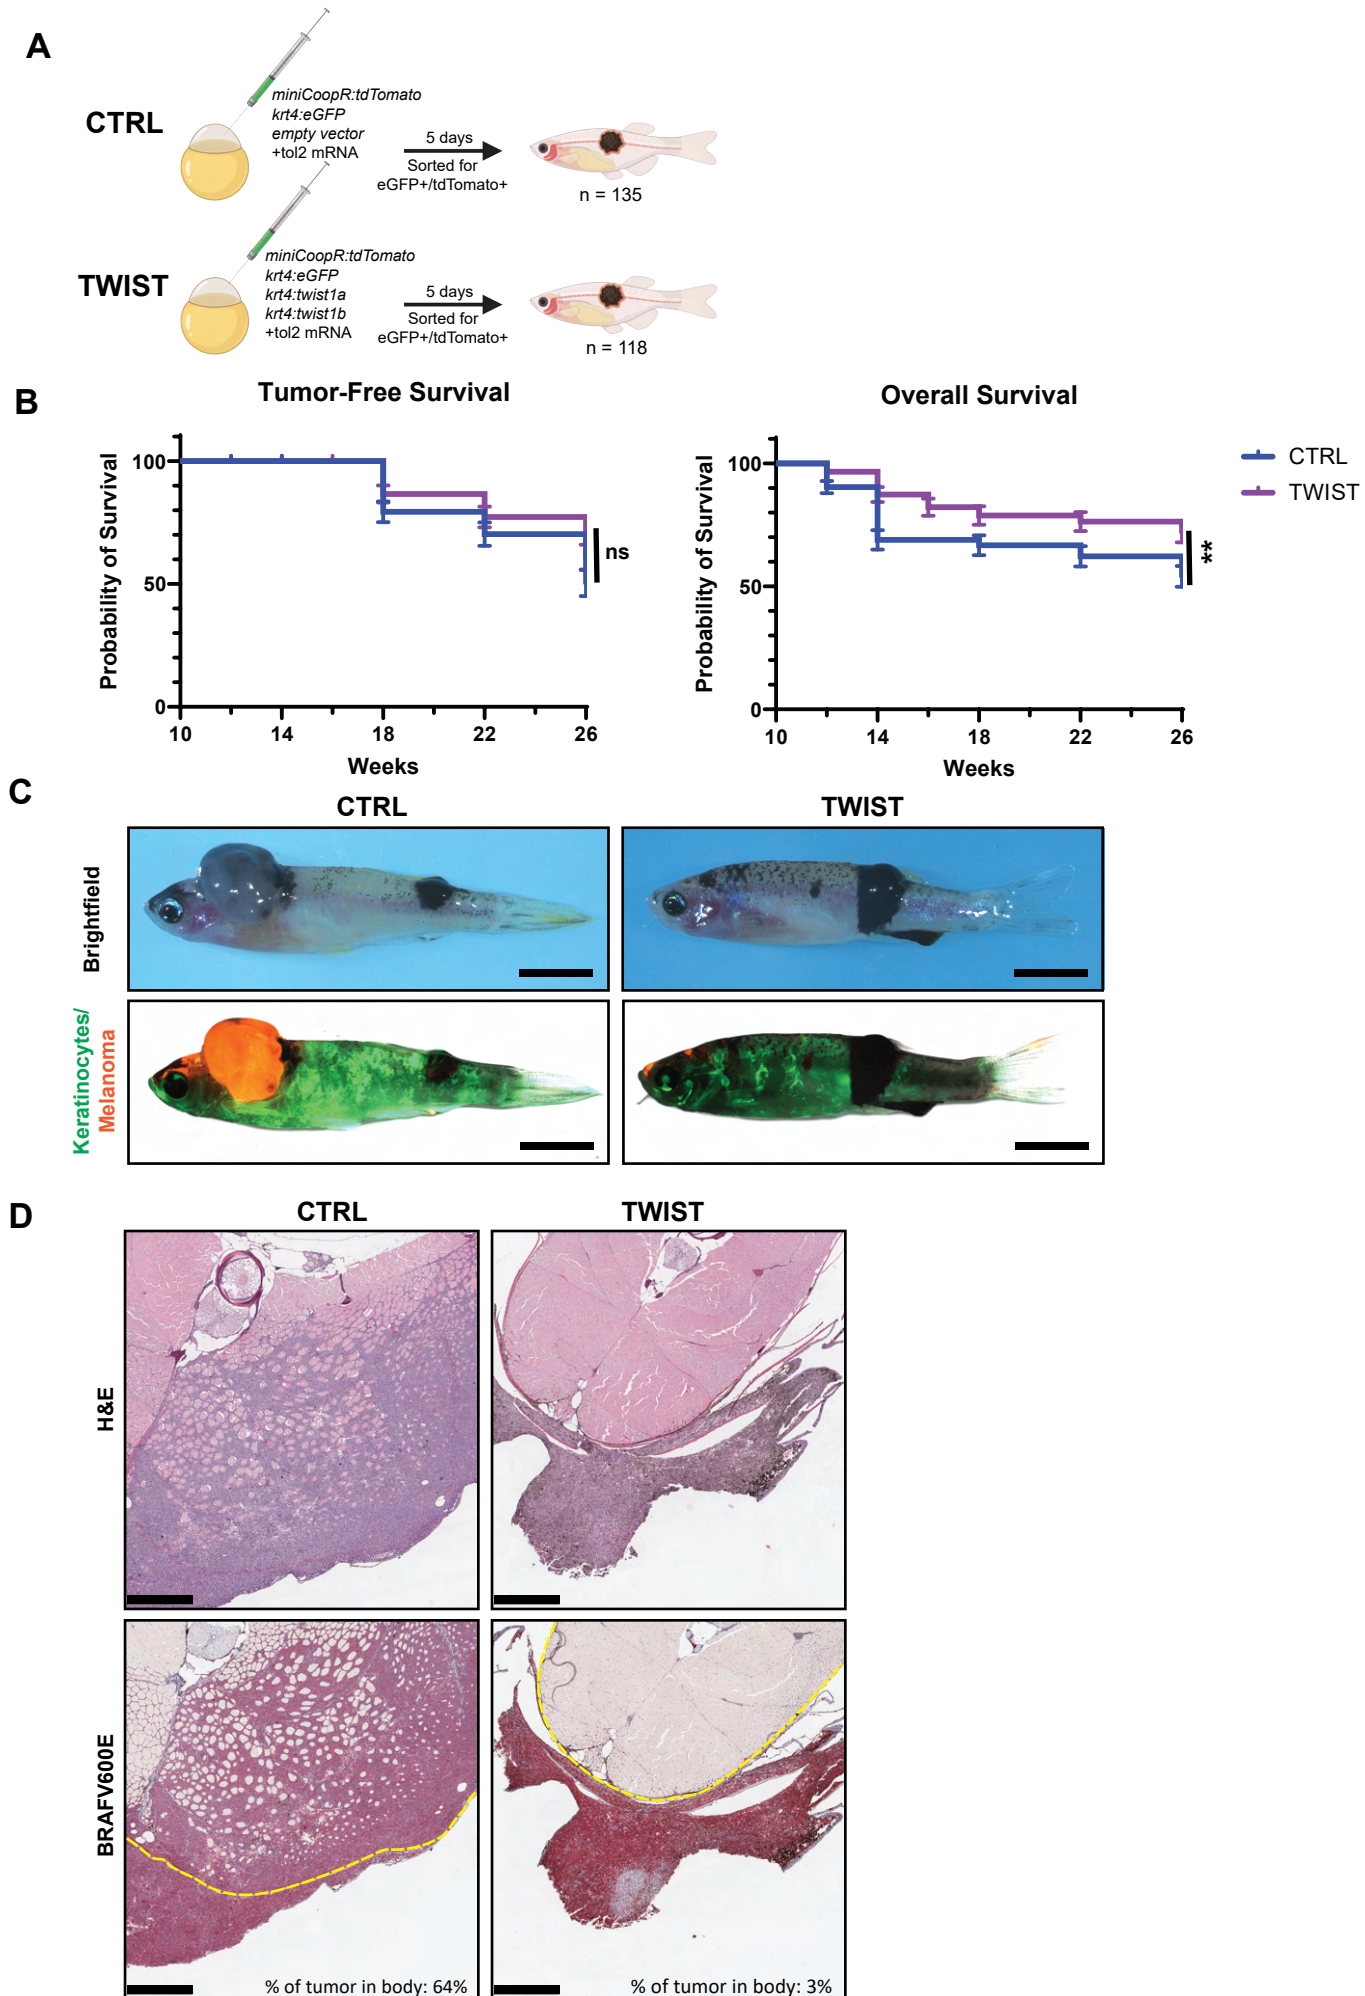 A
CTRL
miniCoopR:tdTomato
krt4:eGFP
empty vector
+tol2 mRNA
5 days
Sorted for
eGFP+/tdTomato+
n = 135
TWIST
miniCoopR:tdTomato
krt4:eGFP
krt4:twist1a
krt4:twist1b
+tol2 mRNA
5 days
Sorted for
eGFP+/tdTomato+
n = 118
B
Tumor-Free Survival
Probability of Survival
100
50
0
10 14 18 22 26
Weeks
ns
Overall Survival
Probability of Survival
100
50
0
10 14 18 22 26
Weeks
**
CTRL
TWIST
C
CTRL
TWIST
Brightfield
Keratinocytes/
Melanoma
D
CTRL
TWIST
H&E
BRAFV600E
% of tumor in body: 64%
% of tumor in body: 3%